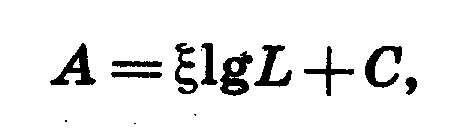 A = ξlgL + C,